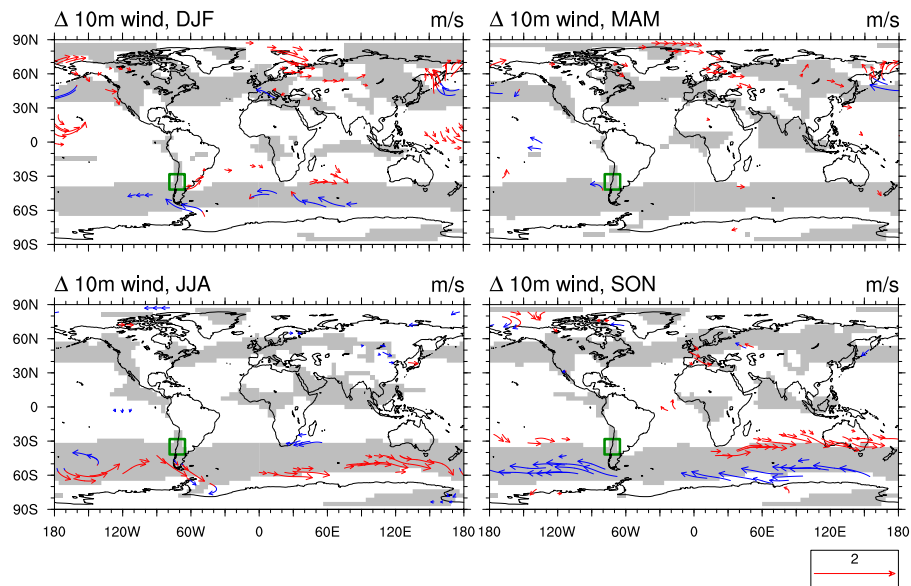 Δ 10m wind, DJF m/s Δ 10m wind, MAM m/s
90N
60N
30N
0
30S
60S
90S
Δ 10m wind, JJA m/s Δ 10m wind, SON m/s
90N
60N
30N
0
30S
60S
90S
180 120W 60W 0 60E 120E 180 120W 60W 0 60E 120E 180
2